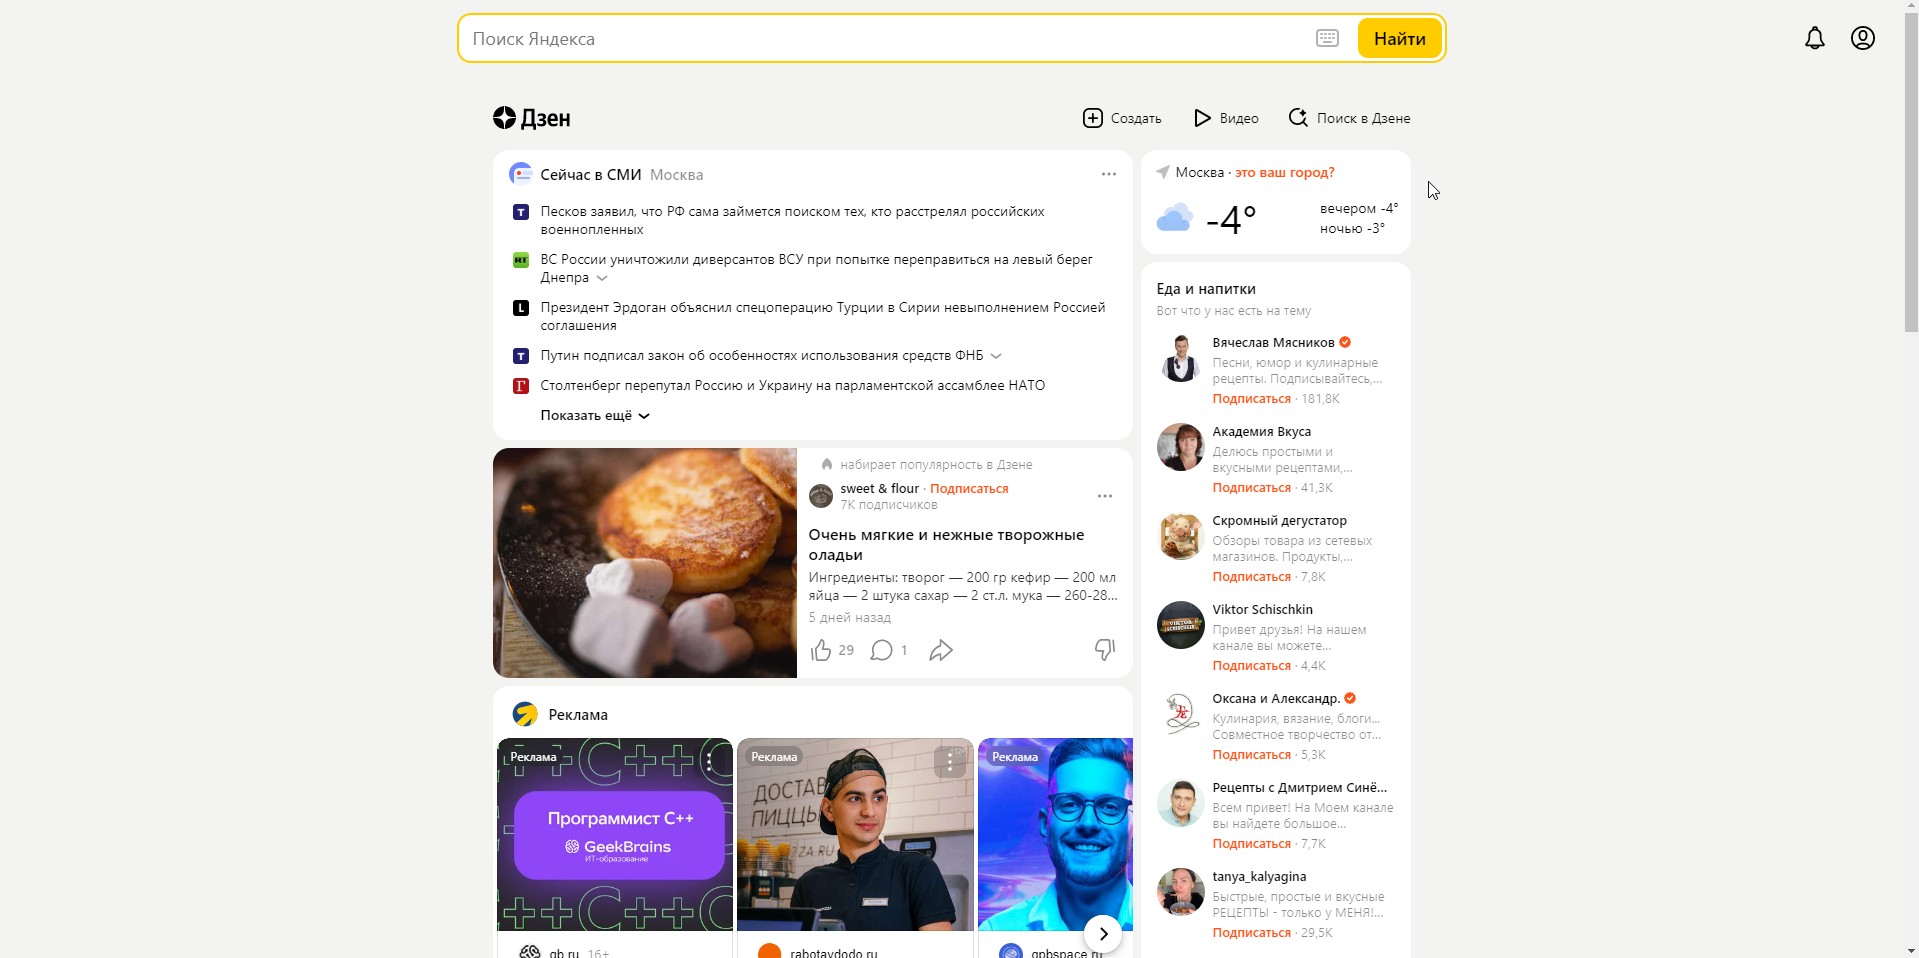 Поиск Яндекса
Найти
Дзен
Создать
Видео
Поиск в Дзене
Сейчас в СМИ Москва
Песков заявил, что РФ сама займется поиском тех, кто расстрелял российских
военнопленных
ВС России уничтожили диверсантов ВСУ при попытке переправиться на левый берег
Днепра
Президент Эрдоган объяснил спецоперацию Турции в Сирии невыполнением Россией
соглашения
Путин подписал закон об особенностях использования средств ФНБ
Столтенберг перепутал Россию и Украину на парламентской ассамблее НАТО
Показать ещё
набирает популярность в Дзене
sweet & flour · Подписаться
7K подписчиков
Очень мягкие и нежные творожные
оладьи
Ингредиенты: творог — 200 гр кефир — 200 мл
яйца — 2 штука сахар — 2 ст.л. мука — 260-28...
5 дней назад
29
1
Реклама
Реклама
Программист C++
GeekBrains
ИТ-образование
gb.ru 16+
Реклама
ДОСТАВ
ПИЦЦЫ
rabotavdodo.ru
Реклама
gpbspace.ru
Москва · это ваш город?
-4°
вечером -4°
ночью -3°
Еда и напитки
Вот что у нас есть на тему
Вячеслав Мясников
Песни, юмор и кулинарные
рецепты. Подписывайтесь,...
Подписаться · 181,8K
Академия Вкуса
Делюсь простыми и
вкусными рецептами,...
Подписаться · 41,3K
Скромный дегустатор
Обзоры товара из сетевых
магазинов. Продукты,...
Подписаться · 7,8K
Viktor Schischkin
Привет друзья! На нашем
канале вы можете...
Подписаться · 4,4K
Оксана и Александр.
Кулинария, вязание, блоги...
Совместное творчество от...
Подписаться · 5,3K
Рецепты с Дмитрием Синё...
Всем привет! На Моем канале
вы найдете большое...
Подписаться · 7,7K
tanya_kalyagina
Быстрые, простые и вкусные
РЕЦЕПТЫ - только у МЕНЯ!...
Подписаться · 29,5K